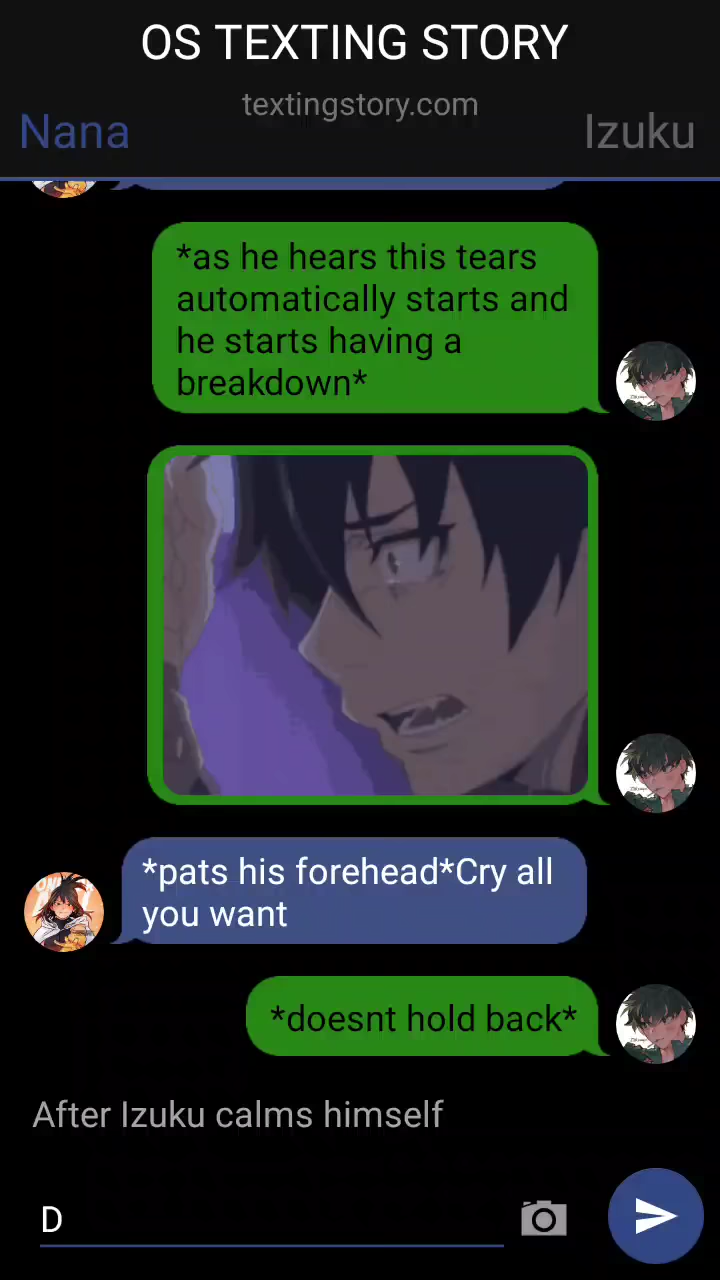 OS TEXTING STORY
textingstory.com
Nana
Izuku
*as he hears this tears
automatically starts and
he starts having a
breakdown*
*pats his forehead*Cry all
you want
*doesnt hold back*
After Izuku calms himself
D